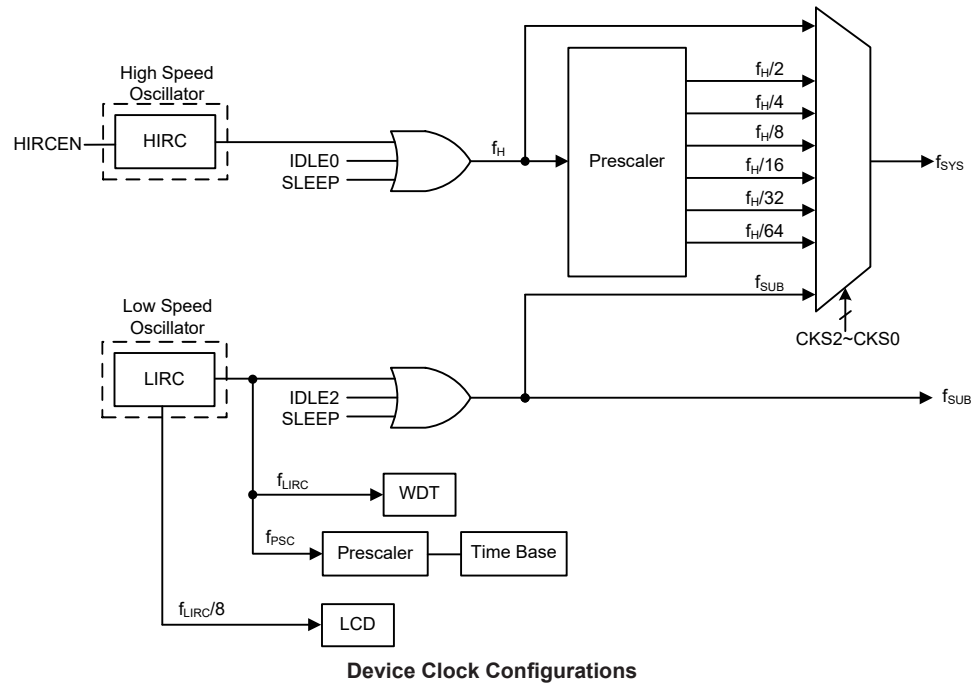 High Speed
Oscillator
HIRCEN
HIRC
IDLE0
SLEEP
fH
Prescaler
fH/2
fH/4
fH/8
fH/16
fH/32
fH/64
fSUB
fSYS
CKS2~CKS0
Low Speed
Oscillator
LIRC
IDLE2
SLEEP
fSUB
fLIRC
WDT
fPSC
Prescaler
Time Base
fLIRC/8
LCD
Device Clock Configurations